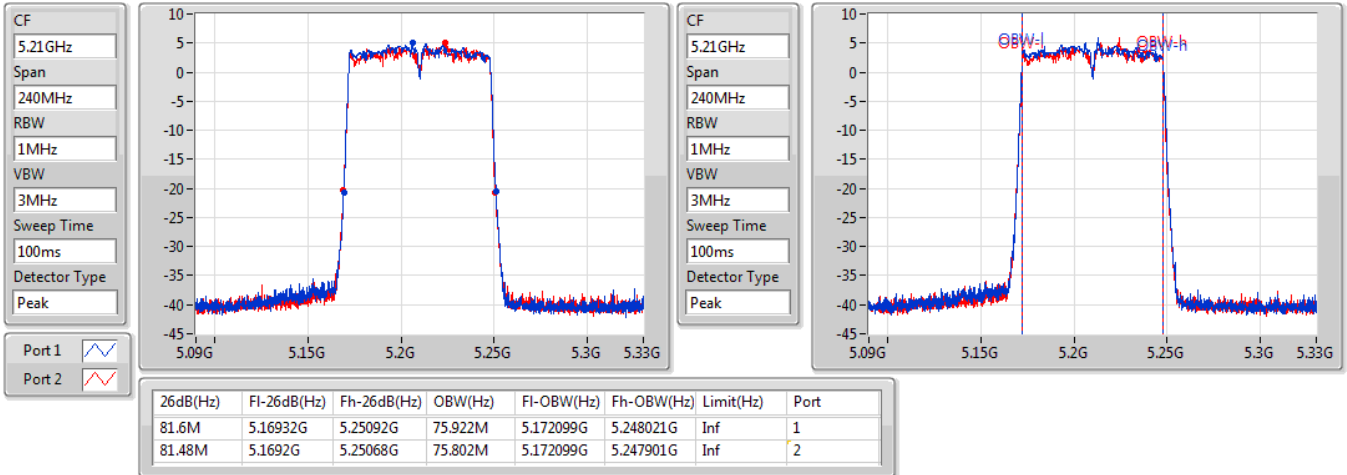 CF
5.21GHz
Span
240MHz
RBW
1MHz
VBW
3MHz
Sweep Time
100ms
Detector Type
Peak
Port 1
Port 2
10
5
0
-5
-10
-15
-20
-25
-30
-35
-40
-45
5.09G 5.15G 5.2G 5.25G 5.3G 5.33G
CF
5.21GHz
Span
240MHz
RBW
1MHz
VBW
3MHz
Sweep Time
100ms
Detector Type
Peak
10
5
0
-5
-10
-15
-20
-25
-30
-35
-40
-45
OBW-l OBW-h
OBW-l OBW-h
5.09G 5.15G 5.2G 5.25G 5.3G 5.33G
26dB(Hz) Fl-26dB(Hz) Fh-26dB(Hz) OBW(Hz) Fl-OBW(Hz) Fh-OBW(Hz) Limit(Hz) Port
81.6M 5.16932G 5.25092G 75.922M 5.172099G 5.248021G Inf 1
81.48M 5.1692G 5.25068G 75.802M 5.172099G 5.247901G Inf 2